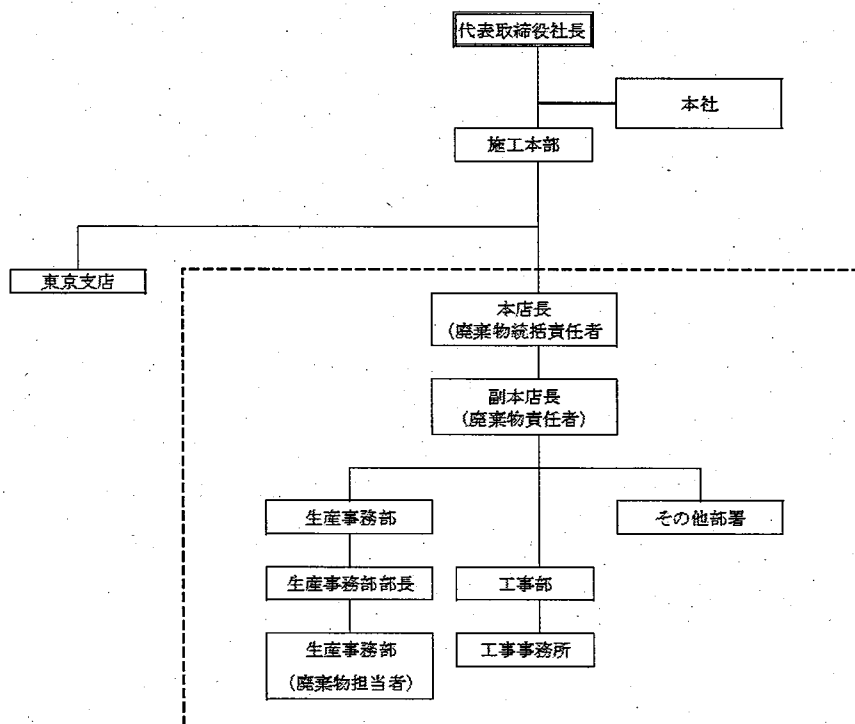 代表取締役社長
本社
施工本部
東京支店
本店長
(廃棄物統括責任者
副本店長
(廃棄物責任者)
生産事務部
その他部署
生産事務部部長
工事部
生産事務部
(廃棄物担当者)
工事事務所